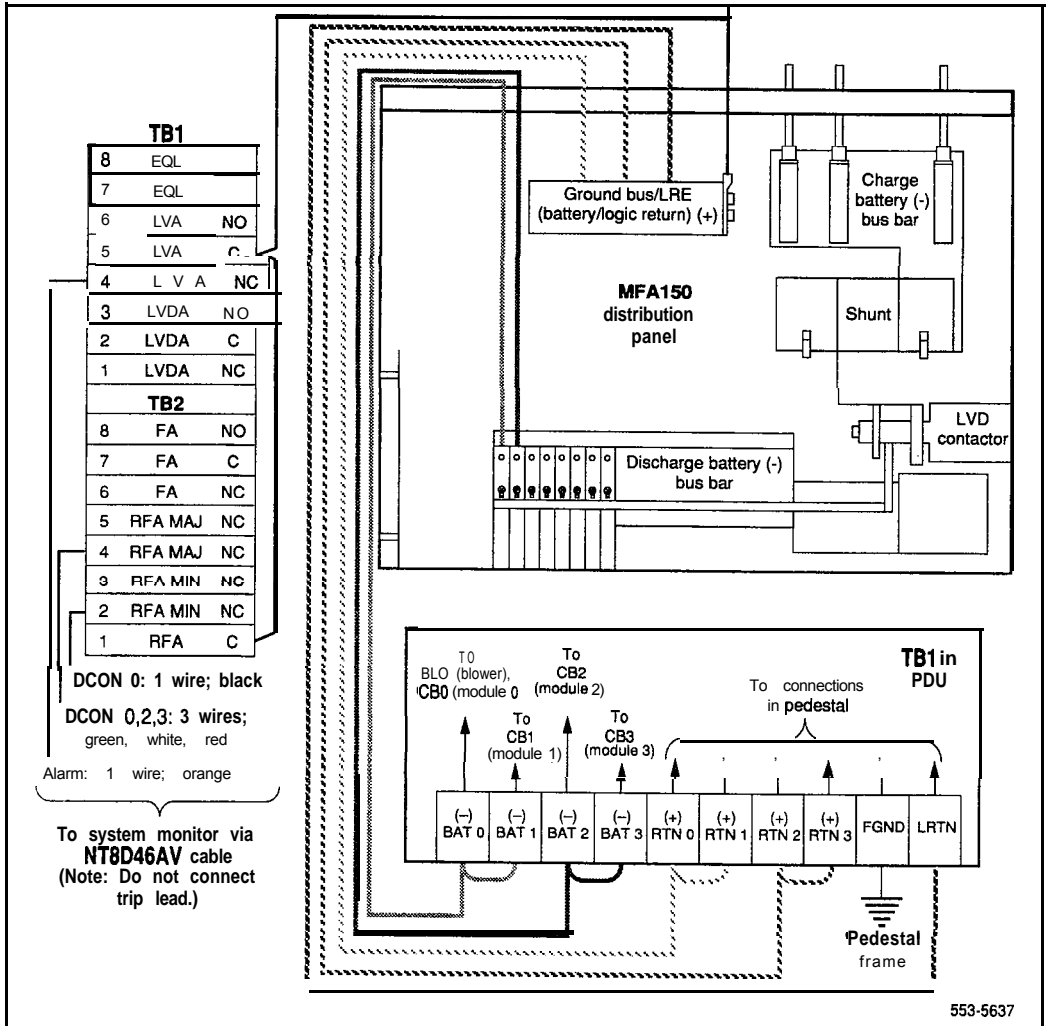 TB1
8 EQL
7 EQL
6 LVA NO
5 LVA C
4 L V A NC
3 LVDA NO
2 LVDA C
1 LVDA NC
TB2
8 FA NO
7 FA C
6 FA NC
5 RFA MAJ NC
4 RFA MAJ NC
3 RFA MIN NC
2 RFA MIN NC
1 RFA C
DCON 0: 1 wire; black
DCON 0,2,3: 3 wires;
green, white, red
Alarm: 1 wire; orange
To system monitor via
NT8D46AV cable
(Note: Do not connect
trip lead.)
Ground bus/LRE
(battery/logic return) (+)
Charge
battery (-)
bus bar
MFA150
distribution
panel
Shunt
LVD
contactor
Discharge battery (-)
bus bar
TB1 in
PDU
T0
BLO (blower),
CB0 (module 0
To
CB1
(module 1)
To
CB2
(module 2)
To
CB3
(module 3)
To connections
in pedestal
(–) BAT 0
(–) BAT 1
(–) BAT 2
(–) BAT 3
(+) RTN 0
(+) RTN 1
(+) RTN 2
(+) RTN 3
FGND
LRTN
Pedestal
frame
553-5637